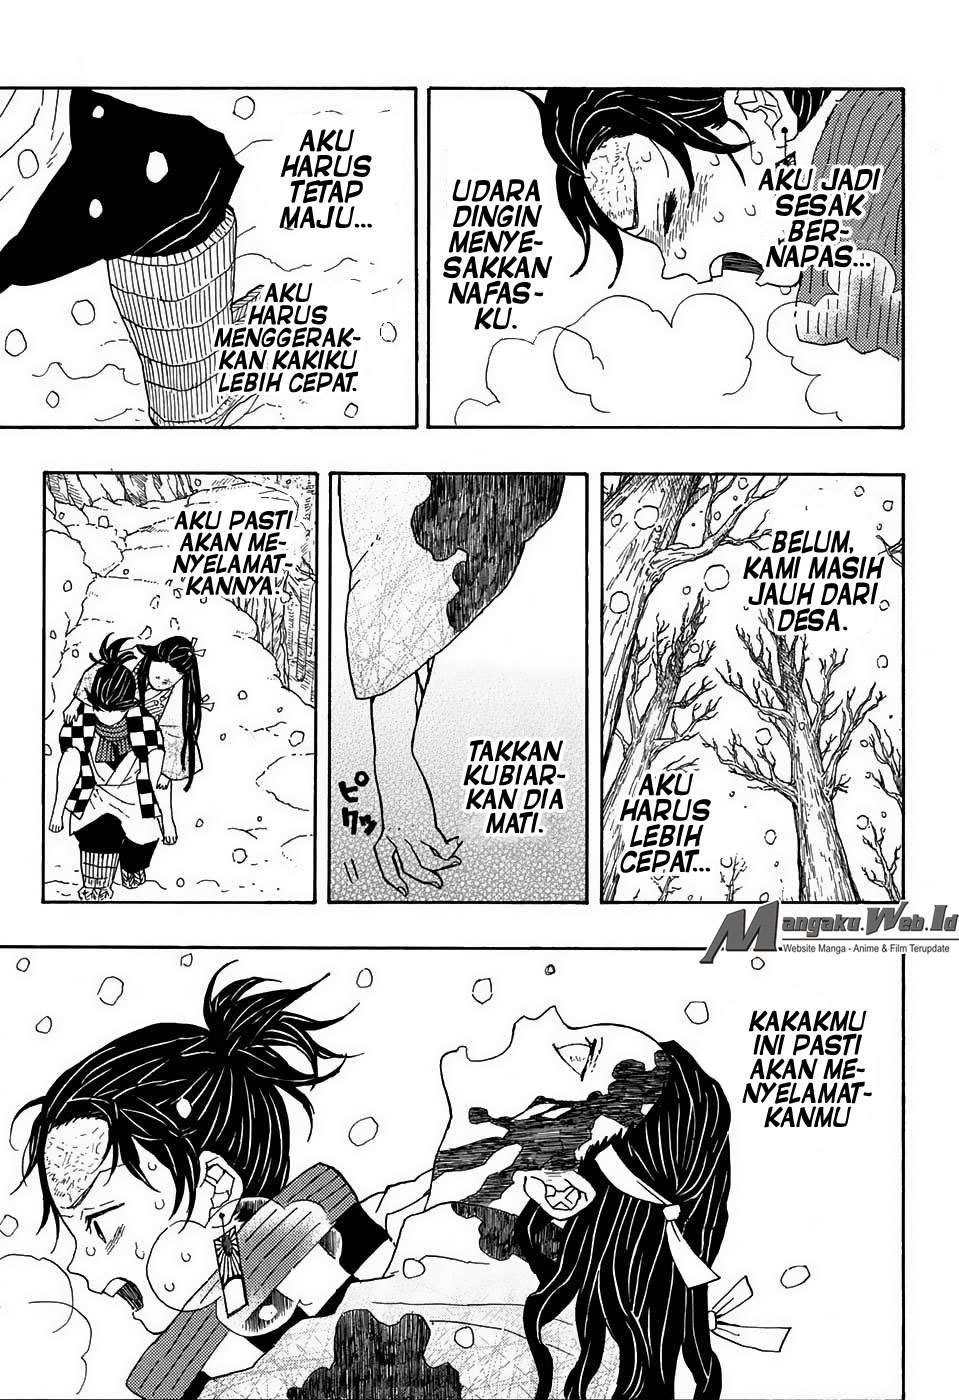 AKU JADI
SESAK
BER-
NAPAS...
UDARA
DINGIN
MENYE-
SAKKAN
NAFAS-
KU.
AKU
HARUS
TETAP
MAJU...
AKU
HARUS
MENGGERAK-
KAN KAKIKU
LEBIH CEPAT.
BELUM,
KAMI MASIH
JAUH DARI
DESA.
AKU
HARUS
LEBIH
CEPAT...
TAKKAN
KUBIAR-
KAN DIA
MATI.
ピクッ
AKU PASTI
AKAN ME-
NYELAMAT-
KANNYA.
Mangaku.Web.Id
Website Manga - Anime & Film Terupdate
KAKAKMU
INI PASTI
AKAN ME-
NYELAMAT-
KANMU